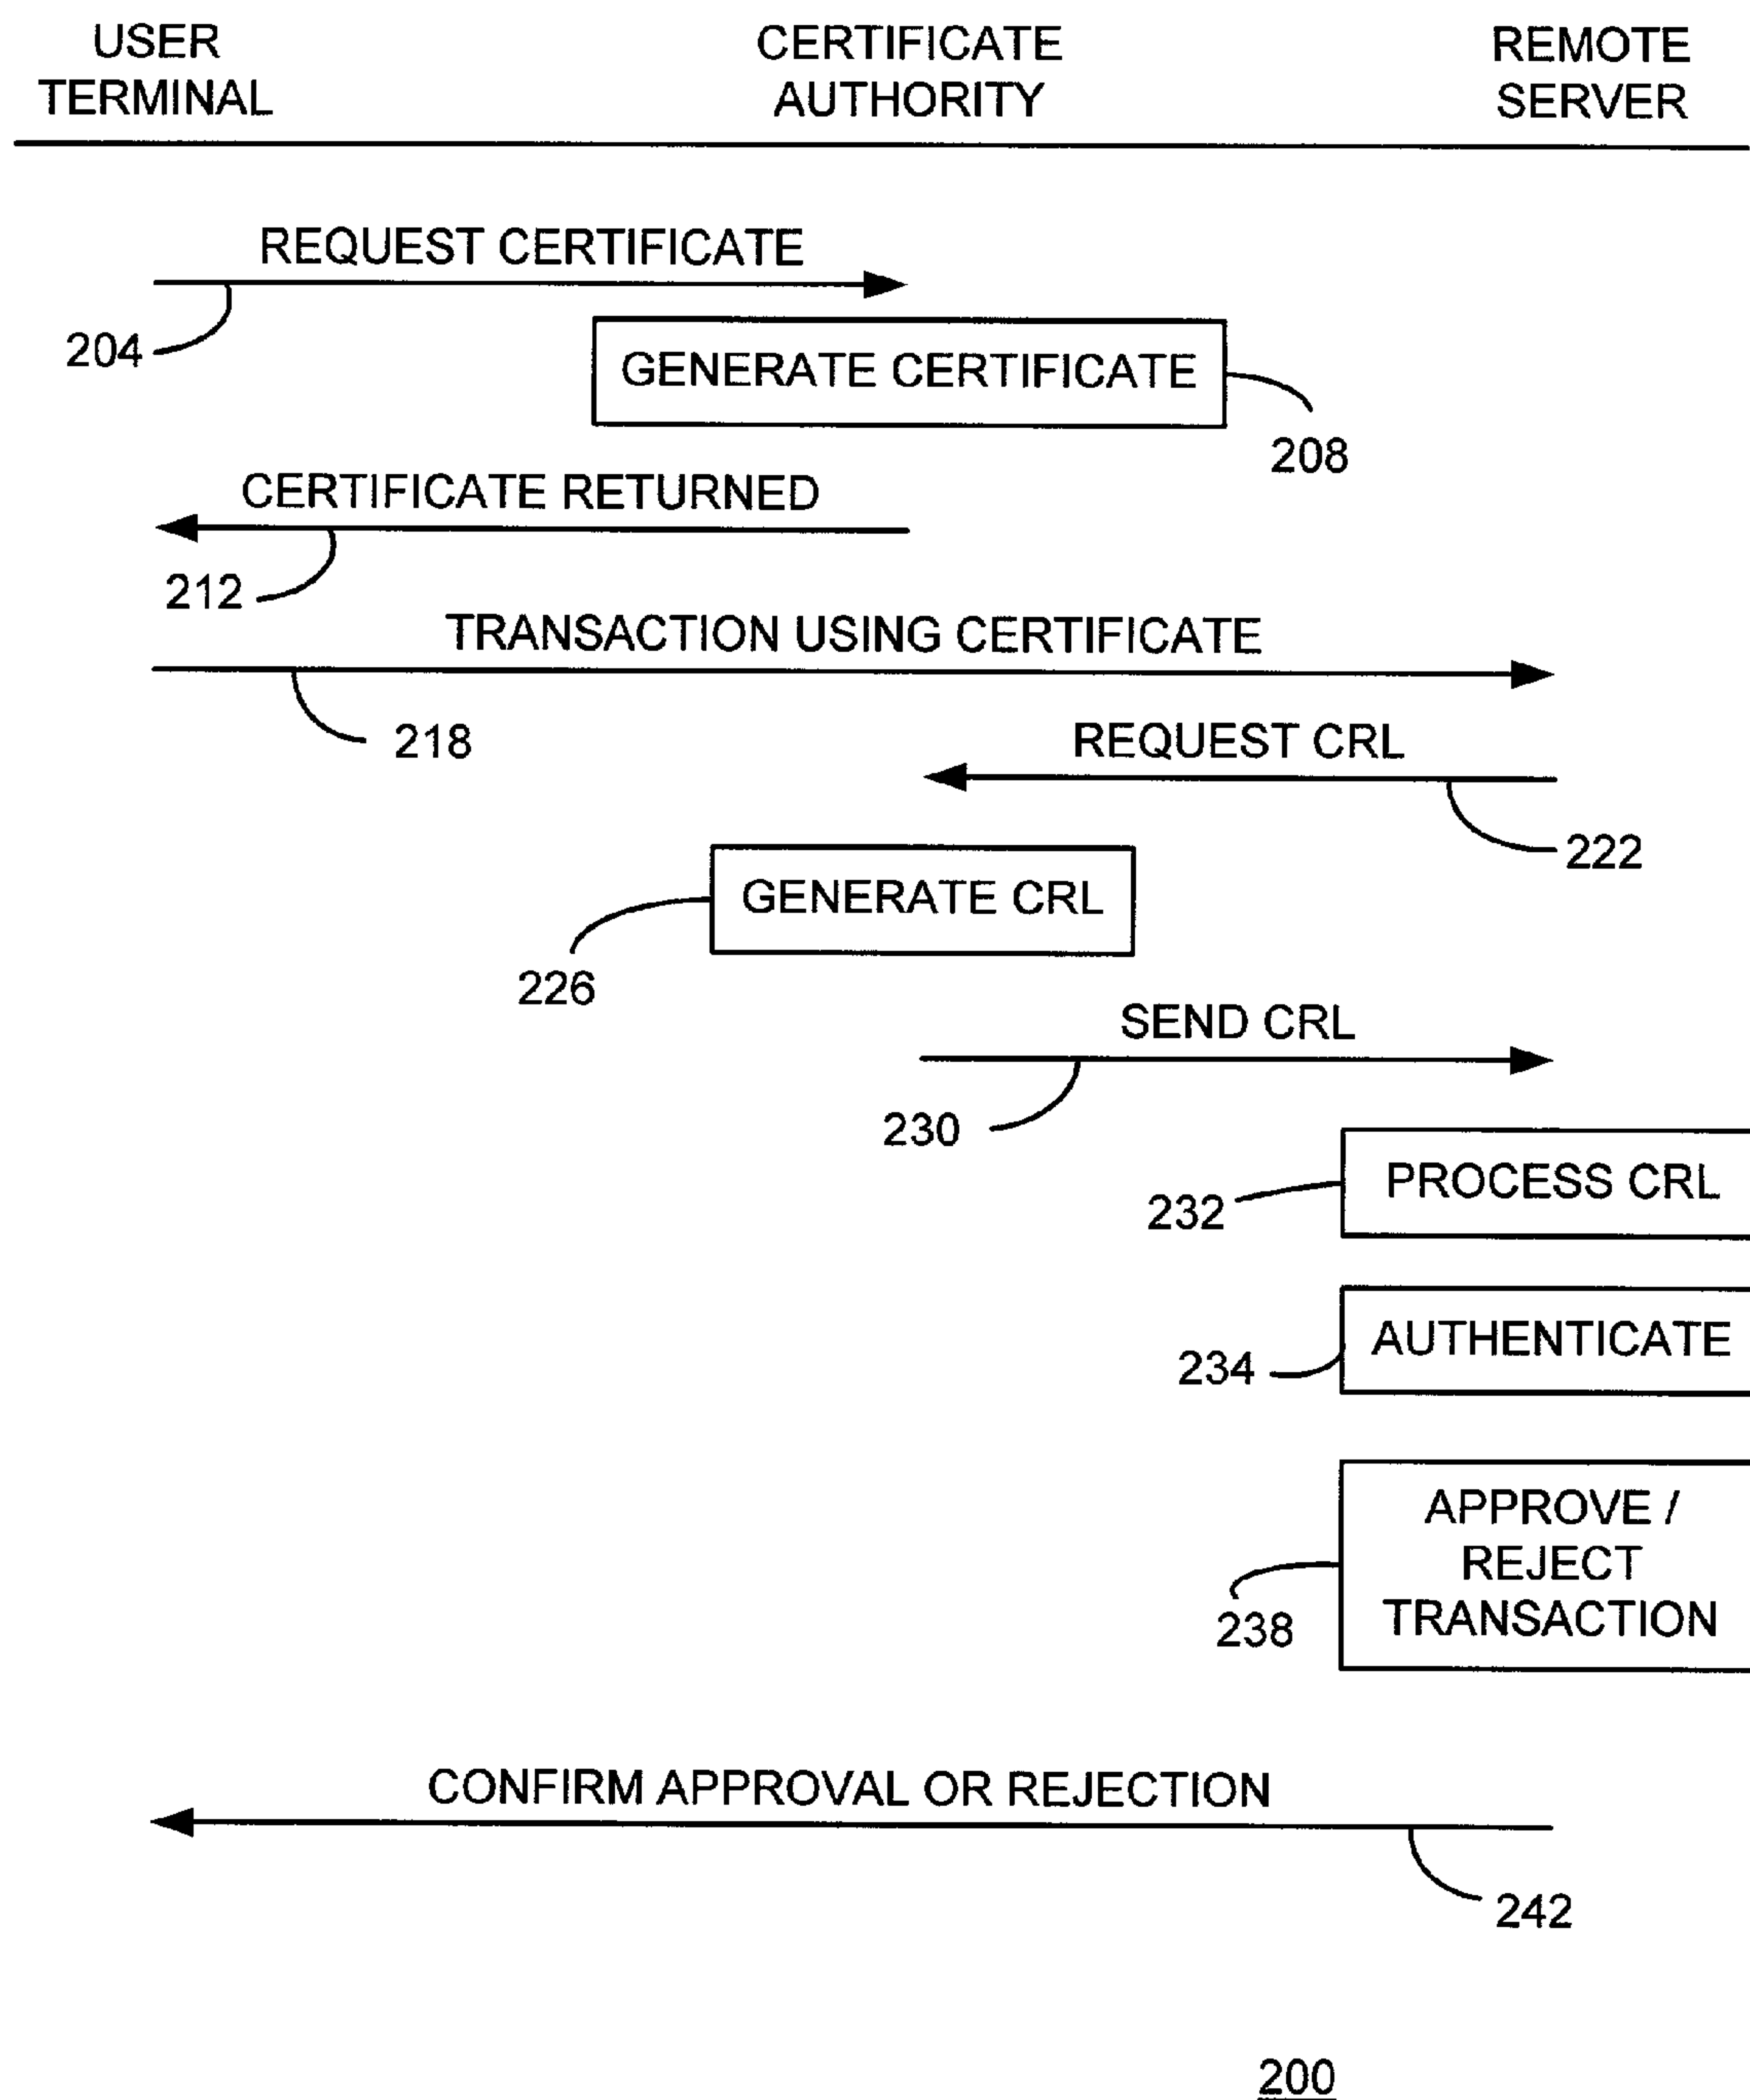 USER TERMINAL
CERTIFICATE AUTHORITY
REMOTE SERVER
REQUEST CERTIFICATE
204
GENERATE CERTIFICATE
208
CERTIFICATE RETURNED
212
TRANSACTION USING CERTIFICATE
218
REQUEST CRL
222
GENERATE CRL
226
SEND CRL
230
PROCESS CRL
232
AUTHENTICATE
234
APPROVE /
REJECT
TRANSACTION
238
CONFIRM APPROVAL OR REJECTION
242
200